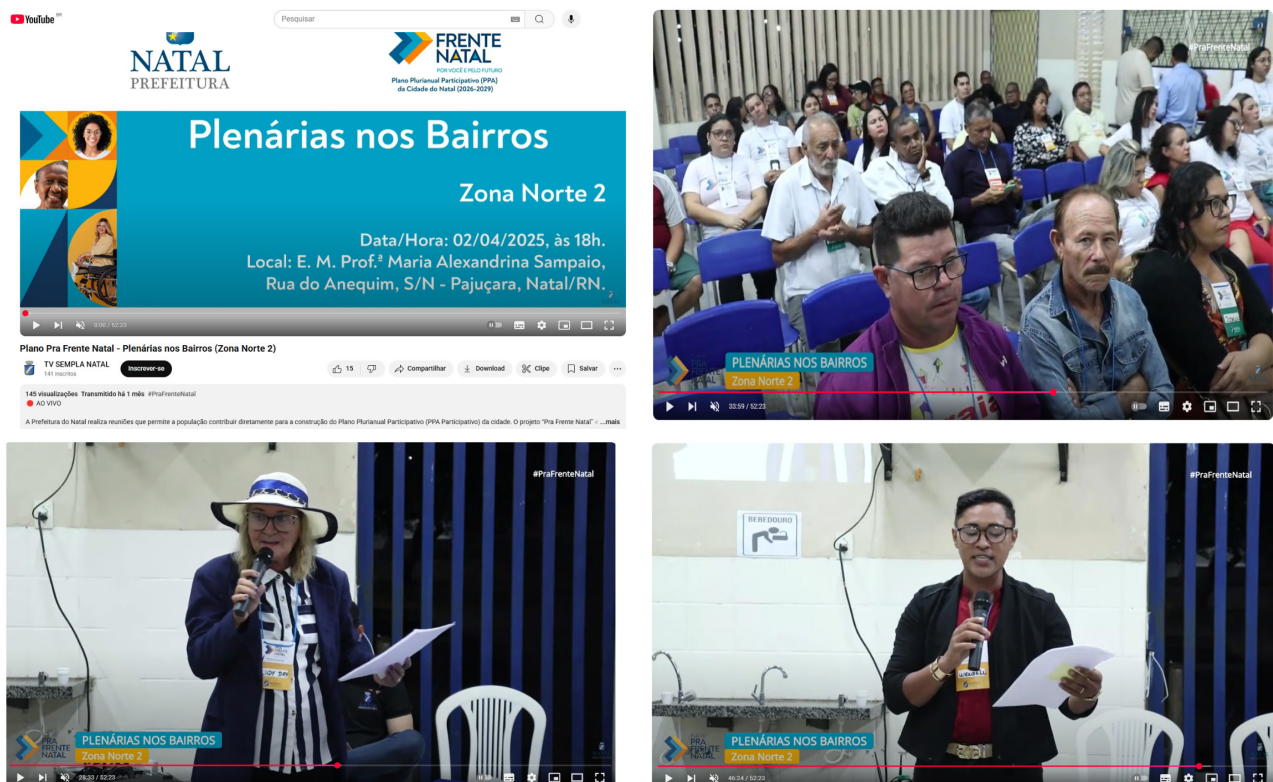 YouTube BR
Pesquisar
NATAL
PREFEITURA
FRENTE
NATAL
POR VOCÊ E PELO FUTURO
Plano Plurianual Participativo (PPA)
da Cidade do Natal (2026-2029)
Plenárias nos Bairros
Zona Norte 2
Data/Hora: 02/04/2025, às 18h.
Local: E. M. Prof.ª Maria Alexandrina Sampaio,
Rua do Anequim, S/N - Pajuçara, Natal/RN.
0:00 / 52:23
Plano Pra Frente Natal - Plenárias nos Bairros (Zona Norte 2)
TV SEMPLA NATAL
141 inscritos
Inscrever-se
15
Compartilhar
Download
Clipe
Salvar
145 visualizações Transmitido há 1 mês #PraFrenteNatal
AO VIVO
A Prefeitura do Natal realiza reuniões que permite a população contribuir diretamente para a construção do Plano Plurianual Participativo (PPA Participativo) da cidade. O projeto "Pra Frente Natal" é ...mais
#PraFrenteNatal
PRA
FRENTE
NATAL
PLENÁRIAS NOS BAIRROS
Zona Norte 2
33:59 / 52:23
#PraFrenteNatal
PRA
FRENTE
NATAL
PLENÁRIAS NOS BAIRROS
Zona Norte 2
28:33 / 52:23
#PraFrenteNatal
BEBEDOURO
PRA
FRENTE
NATAL
PLENÁRIAS NOS BAIRROS
Zona Norte 2
46:24 / 52:23